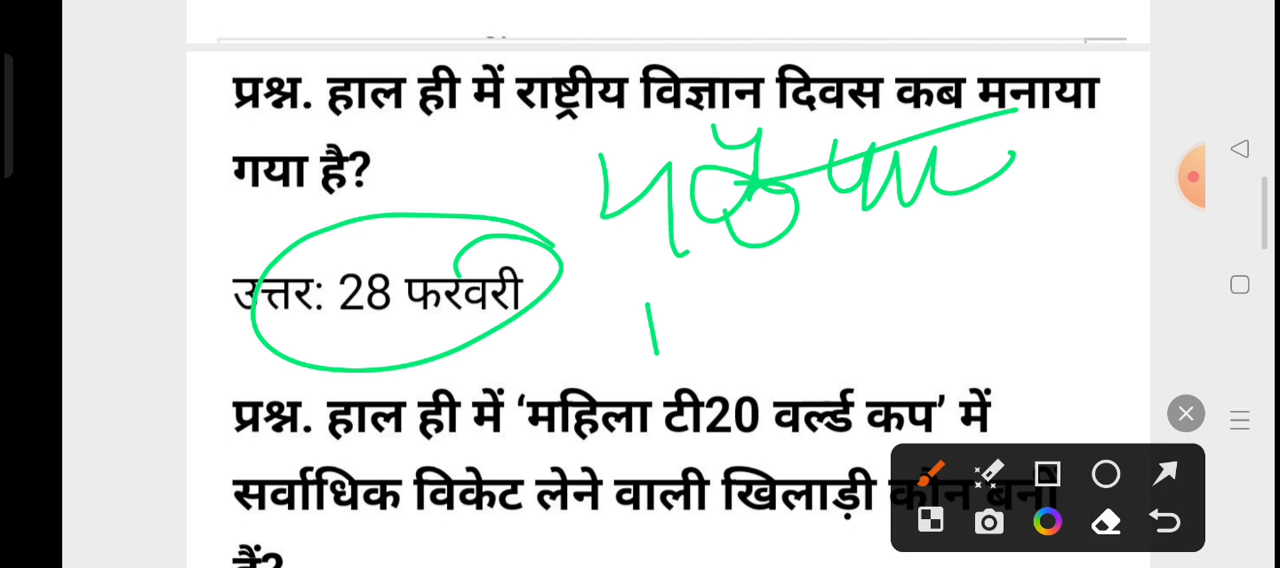 प्रश्न. हाल ही में राष्ट्रीय विज्ञान दिवस कब मनाया
गया है?
उत्तर: 28 फरवरी
प्रश्न. हाल ही में ‘महिला टी20 वर्ल्ड कप’ में
सर्वाधिक विकेट लेने वाली खिलाड़ी कौन बनी
हैं?